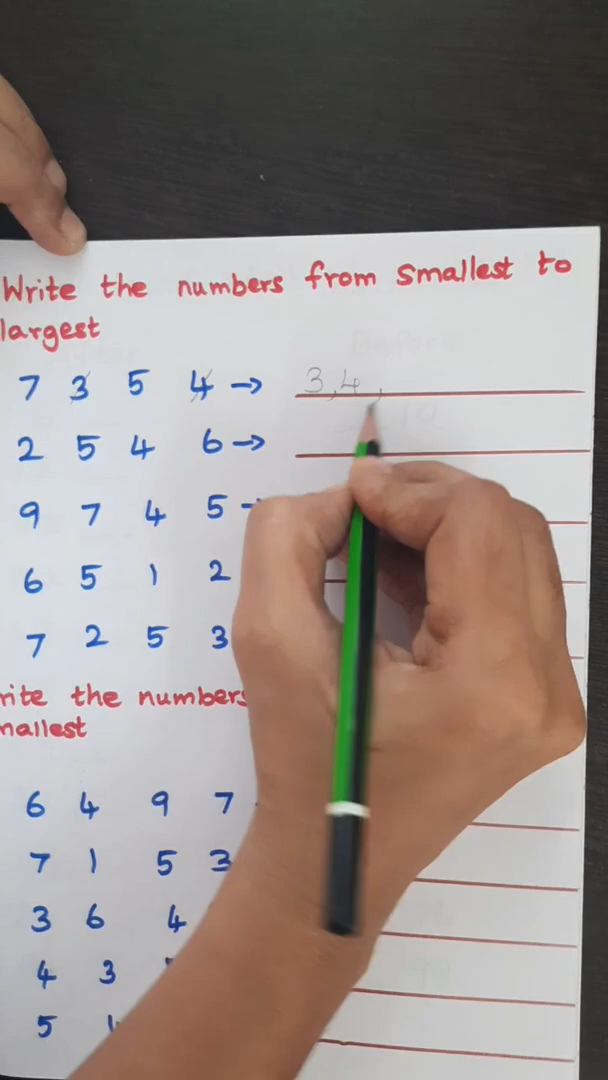 Write the numbers from smallest to
largest
7 3 5 4 → 3,4,
2 5 4 6 →
9 7 4 5
6 5 1 2
7 2 5 3
rite the numbers
mallest
6 4 9 7
7 1 5 3
3 6 4
4 3
5